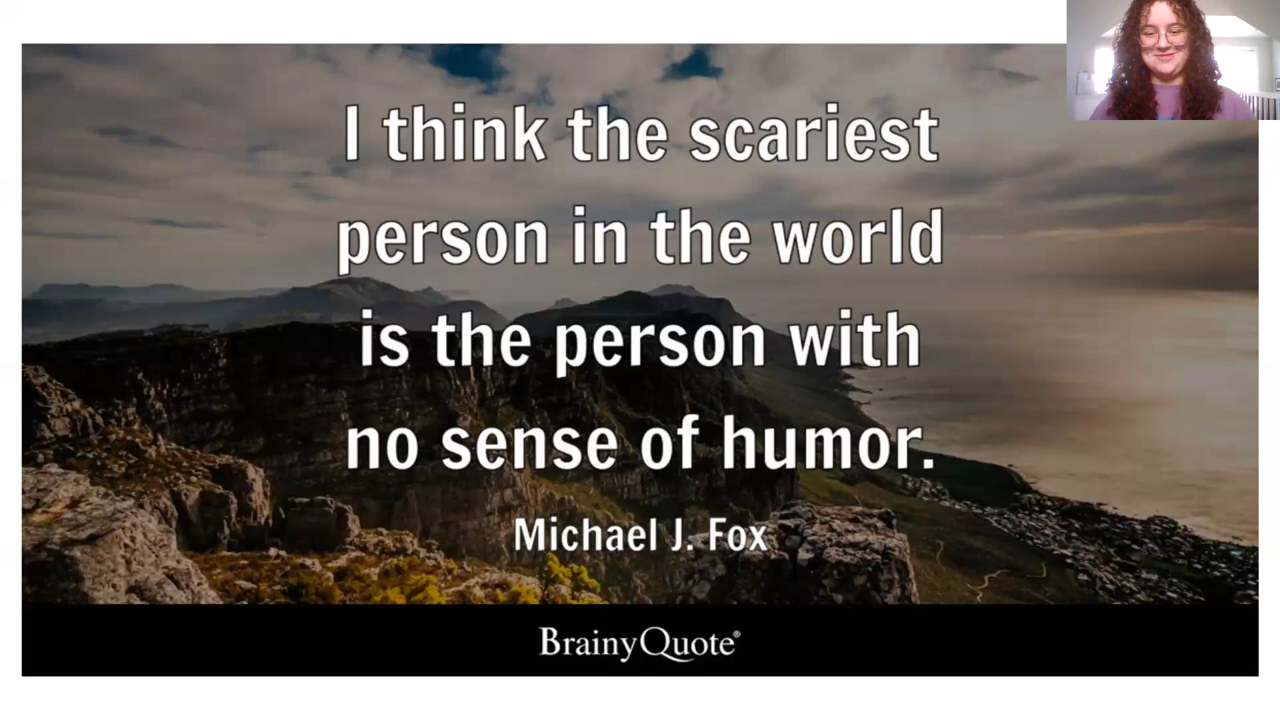 I think the scariest
person in the world
is the person with
no sense of humor.
Michael J. Fox
BrainyQuote®